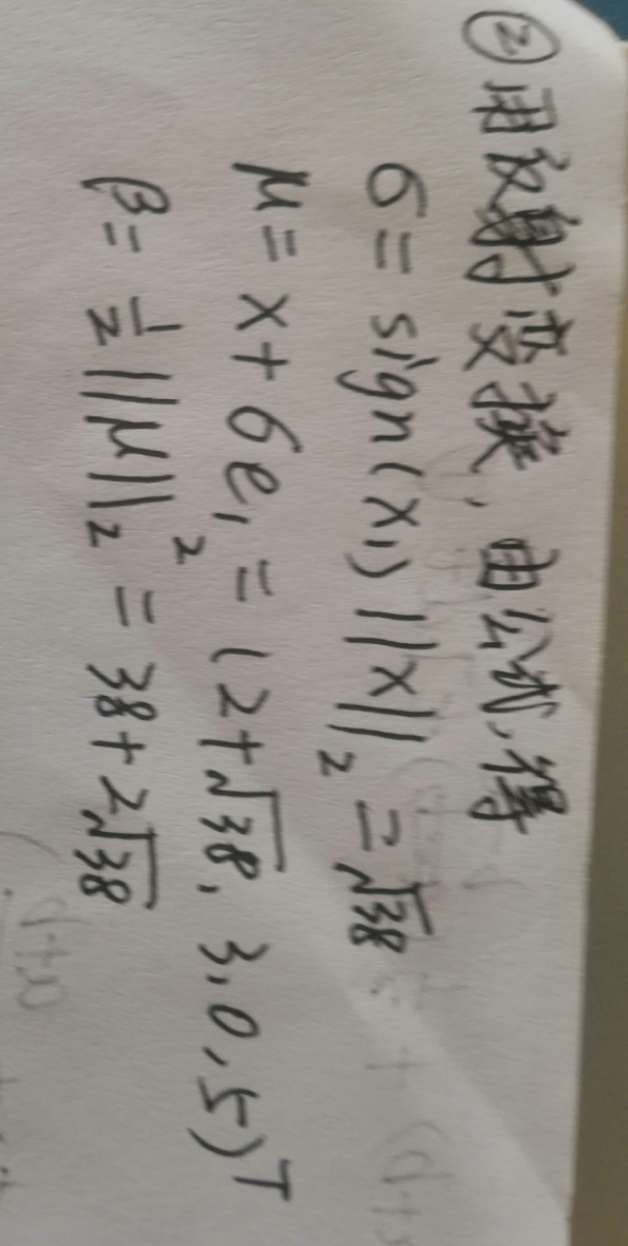 ②用反射变换,由公式,得
σ = sign(x₁)||x||₂ = √38
μ = x + σe₁ = (2+√38, 3, 0, 5)ᵀ
β = ½||μ||₂² = 38 + 2√38